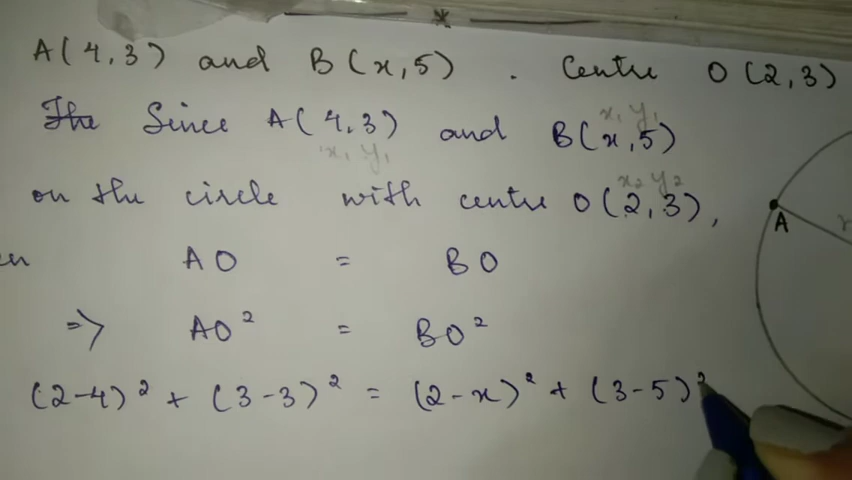 A(4,3) and B(x,5) . Centre O(2,3)
The Since A(4,3) and B(x,5)
x₁ y₁
x₁ y₁
on the circle with centre O(2,3),
x₂ y₂
A
r
AO = BO
=> AO² = BO²
(2-4)² + (3-3)² = (2-x)² + (3-5)²